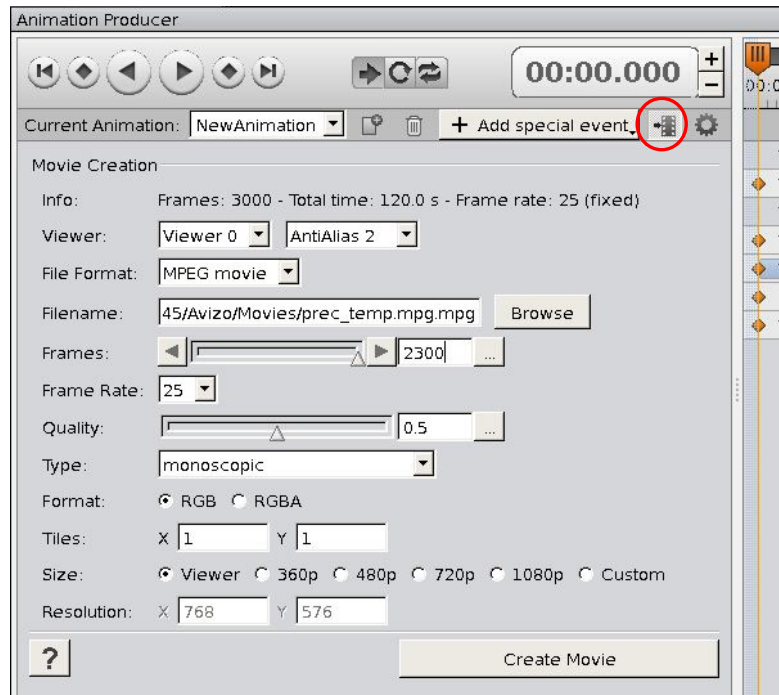 Animation Producer
00:00.000
+
−
00:0
Current Animation: NewAnimation + Add special event
Movie Creation
Info: Frames: 3000 - Total time: 120.0 s - Frame rate: 25 (fixed)
Viewer: Viewer 0 AntiAlias 2
File Format: MPEG movie
Filename: 45/Avizo/Movies/prec_temp.mpg.mpg Browse
Frames: 2300 ...
Frame Rate: 25
Quality: 0.5 ...
Type: monoscopic
Format: RGB RGBA
Tiles: X 1 Y 1
Size: Viewer 360p 480p 720p 1080p Custom
Resolution: X 768 Y 576
? Create Movie